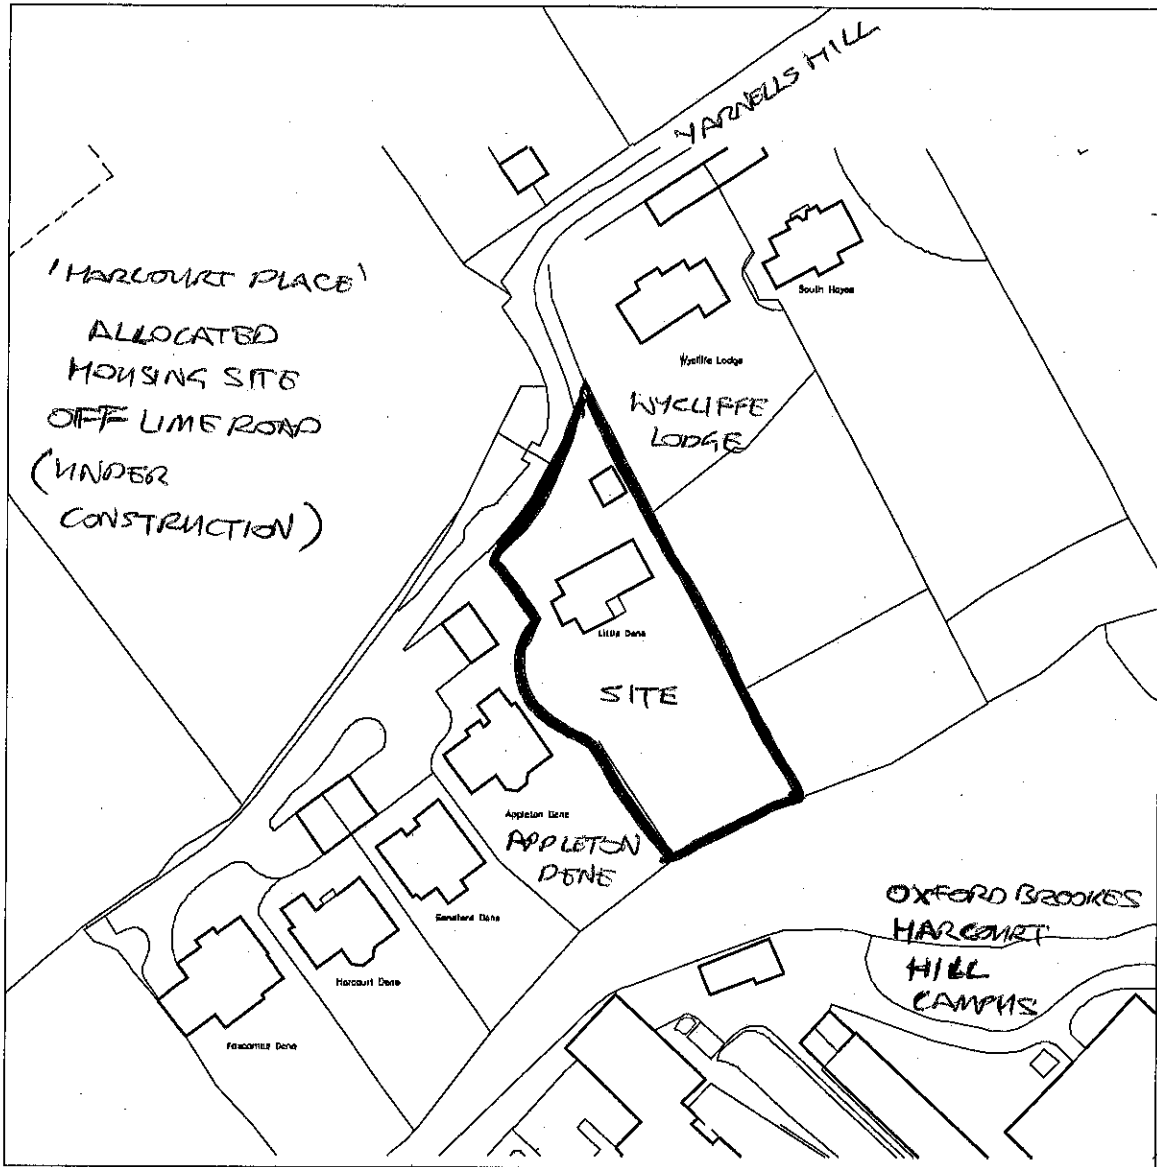 YARNELLS HILL
'HARCOURT PLACE'
ALLOCATED
HOUSING SITE
OFF LIME ROAD
(UNDER
CONSTRUCTION)
South Hayes
Wycliffe Lodge
WYCLIFFE
LODGE
Little Dene
SITE
Appleton Dene
APPLETON
DENE
Harcourt Dene
OXFORD BROOKES
HARCOURT
HILL
CAMPUS